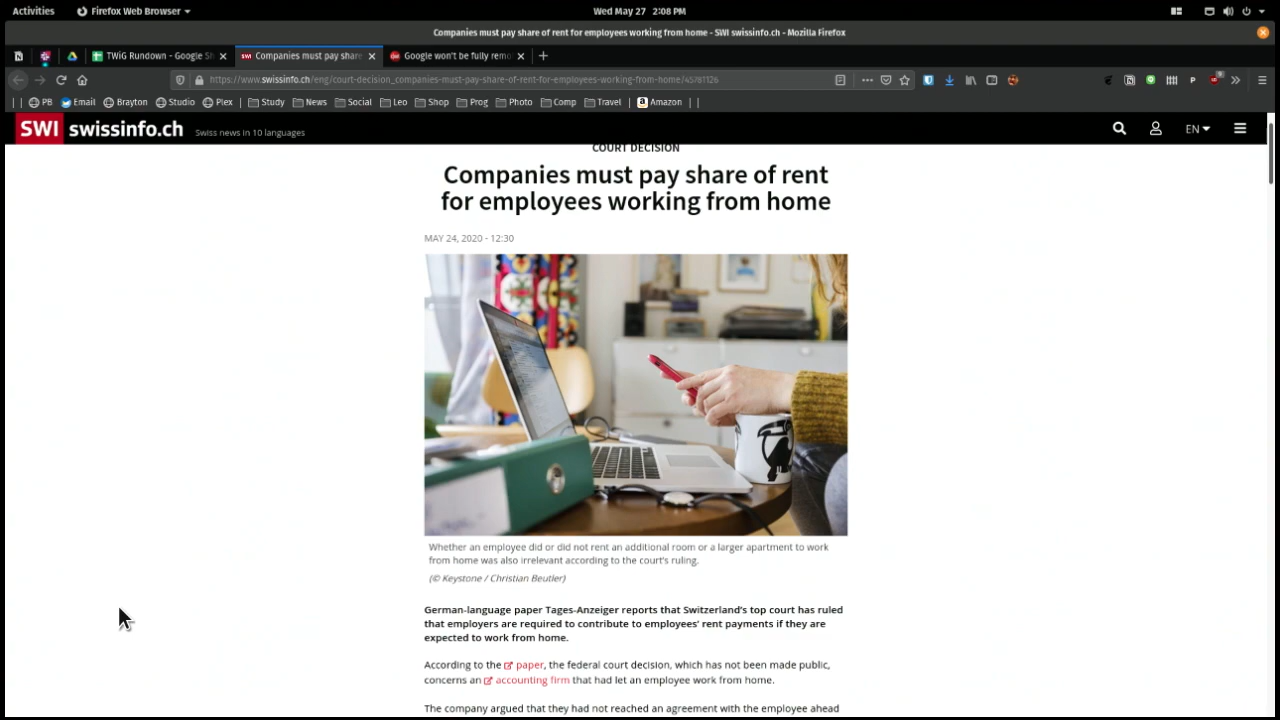 Activities
Firefox Web Browser
Wed May 27 2:08 PM
Companies must pay share of rent for employees working from home - SWI swissinfo.ch - Mozilla Firefox
TWiG Rundown - Google Sh
Companies must pay share
Google won't be fully remo
https://www.swissinfo.ch/eng/court-decision_companies-must-pay-share-of-rent-for-employees-working-from-home/45781126
PB
Email
Brayton
Studio
Plex
Study
News
Social
Leo
Shop
Prog
Photo
Comp
Travel
Amazon
SWI swissinfo.ch
Swiss news in 10 languages
EN
COURT DECISION
Companies must pay share of rent
for employees working from home
MAY 24, 2020 - 12:30
Whether an employee did or did not rent an additional room or a larger apartment to work
from home was also irrelevant according to the court's ruling.
(© Keystone / Christian Beutler)
German-language paper Tages-Anzeiger reports that Switzerland's top court has ruled
that employers are required to contribute to employees' rent payments if they are
expected to work from home.
According to the paper, the federal court decision, which has not been made public,
concerns an accounting firm that had let an employee work from home.
The company argued that they had not reached an agreement with the employee ahead